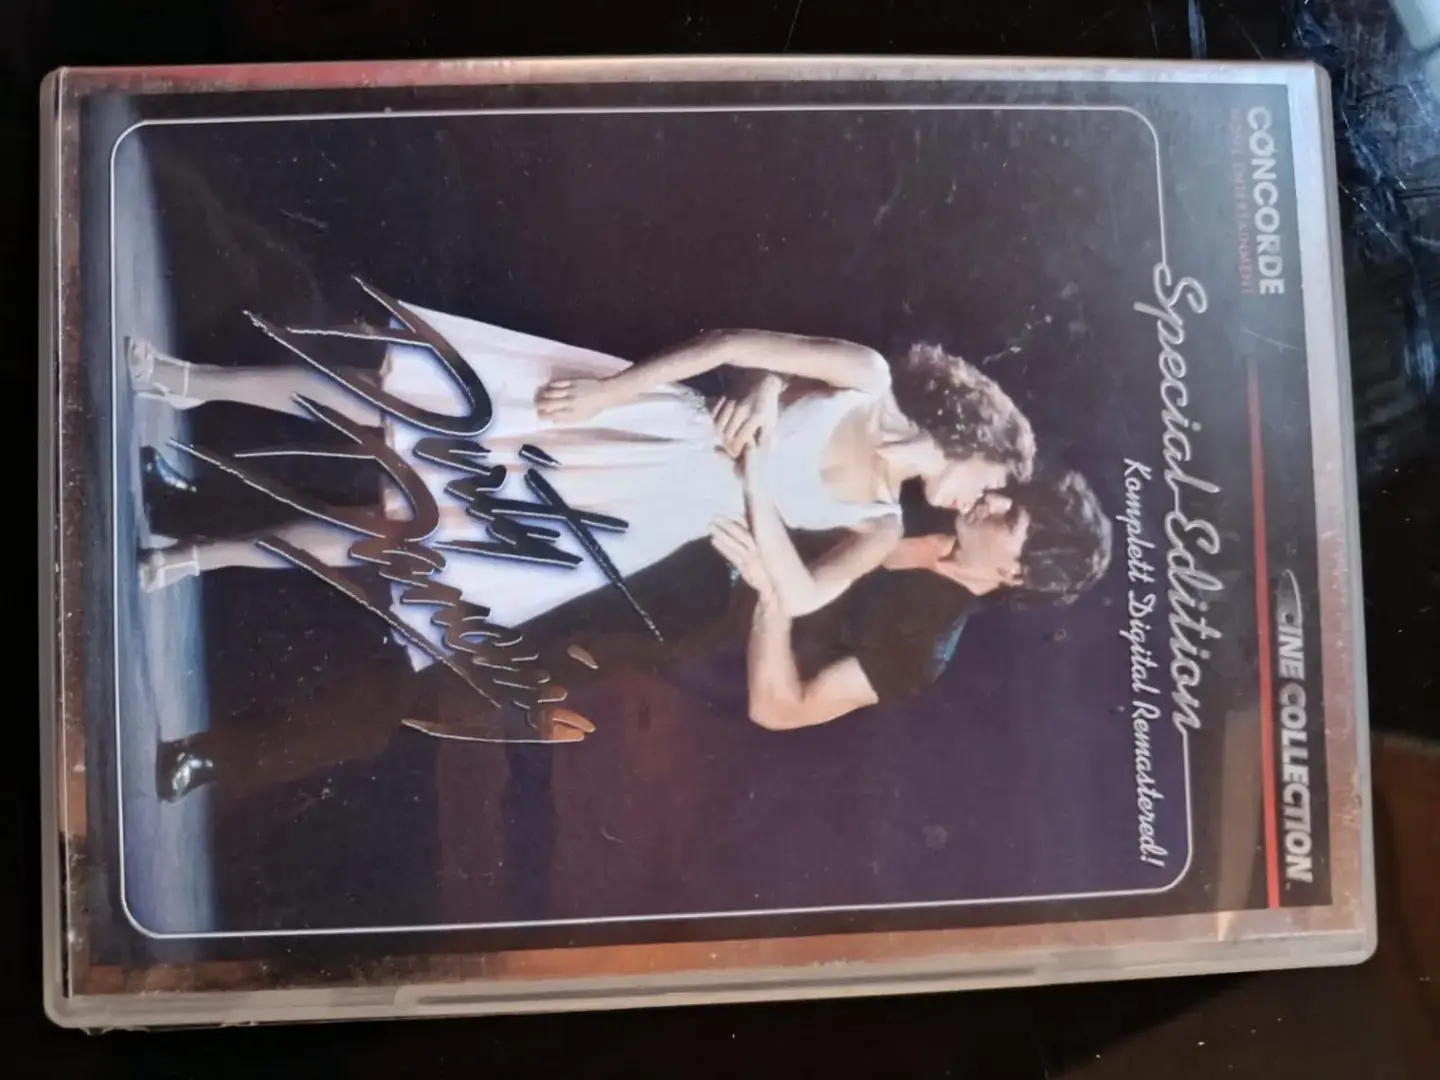 CONCORDE
HOME ENTERTAINMENT
CINE COLLECTION
Special Edition
Komplett Digital Remastered!
Dirty
Dancing